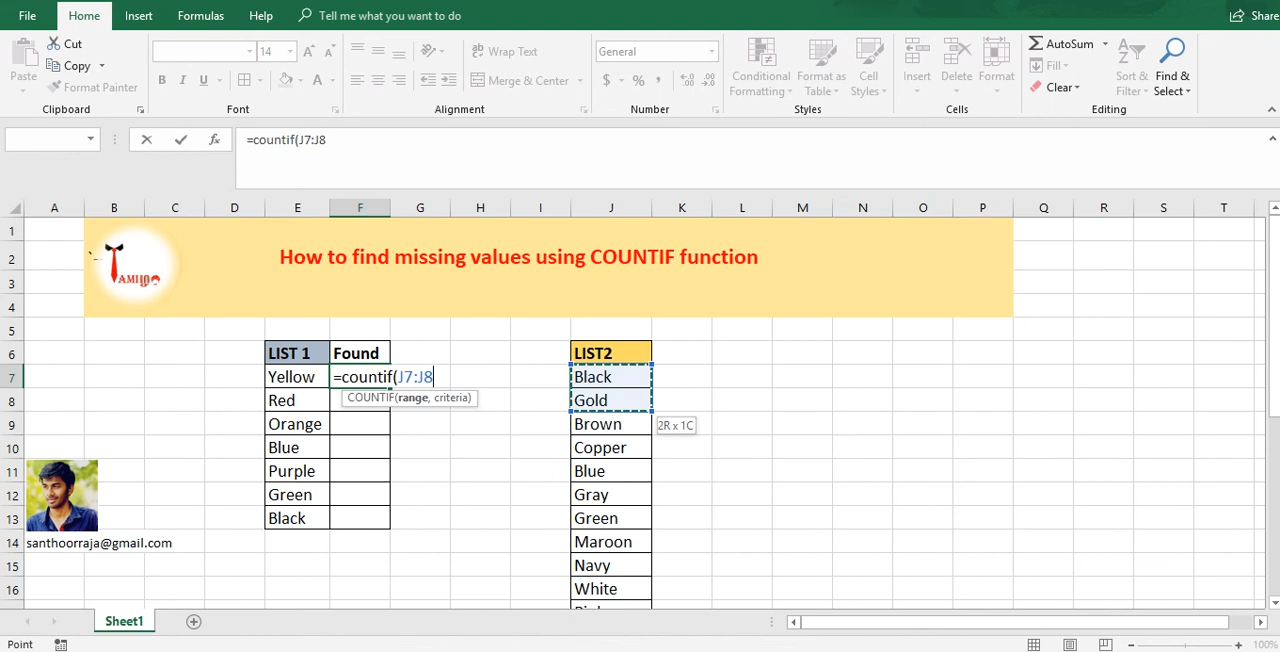 File Home Insert Formulas Help Tell me what you want to do Share
Cut
Copy
Format Painter
Paste
Clipboard
14
B I U
Font
Wrap Text
Merge & Center
Alignment
General
$ % ,
Number
Conditional Formatting
Format as Table
Cell Styles
Styles
Insert Delete Format
Cells
AutoSum
Fill
Clear
Sort & Filter
Find & Select
Editing
fx =countif(J7:J8
A B C D E F G H I J K L M N O P Q R S T
1
2 How to find missing values using COUNTIF function
3 TAMIL
4
5
6 LIST 1 Found LIST2
7 Yellow =countif(J7:J8 Black
COUNTIF(range, criteria)
8 Red Gold
9 Orange Brown 2R x 1C
10 Blue Copper
11 Purple Blue
12 Green Gray
13 Black Green
14 santhoorraja@gmail.com Maroon
15 Navy
16 White
Sheet1
Point 100%